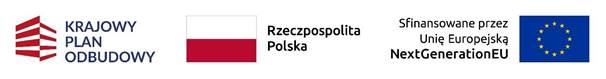 KRAJOWY
PLAN
ODBUDOWY
Rzeczpospolita
Polska
Sfinansowane przez
Unię Europejską
NextGenerationEU